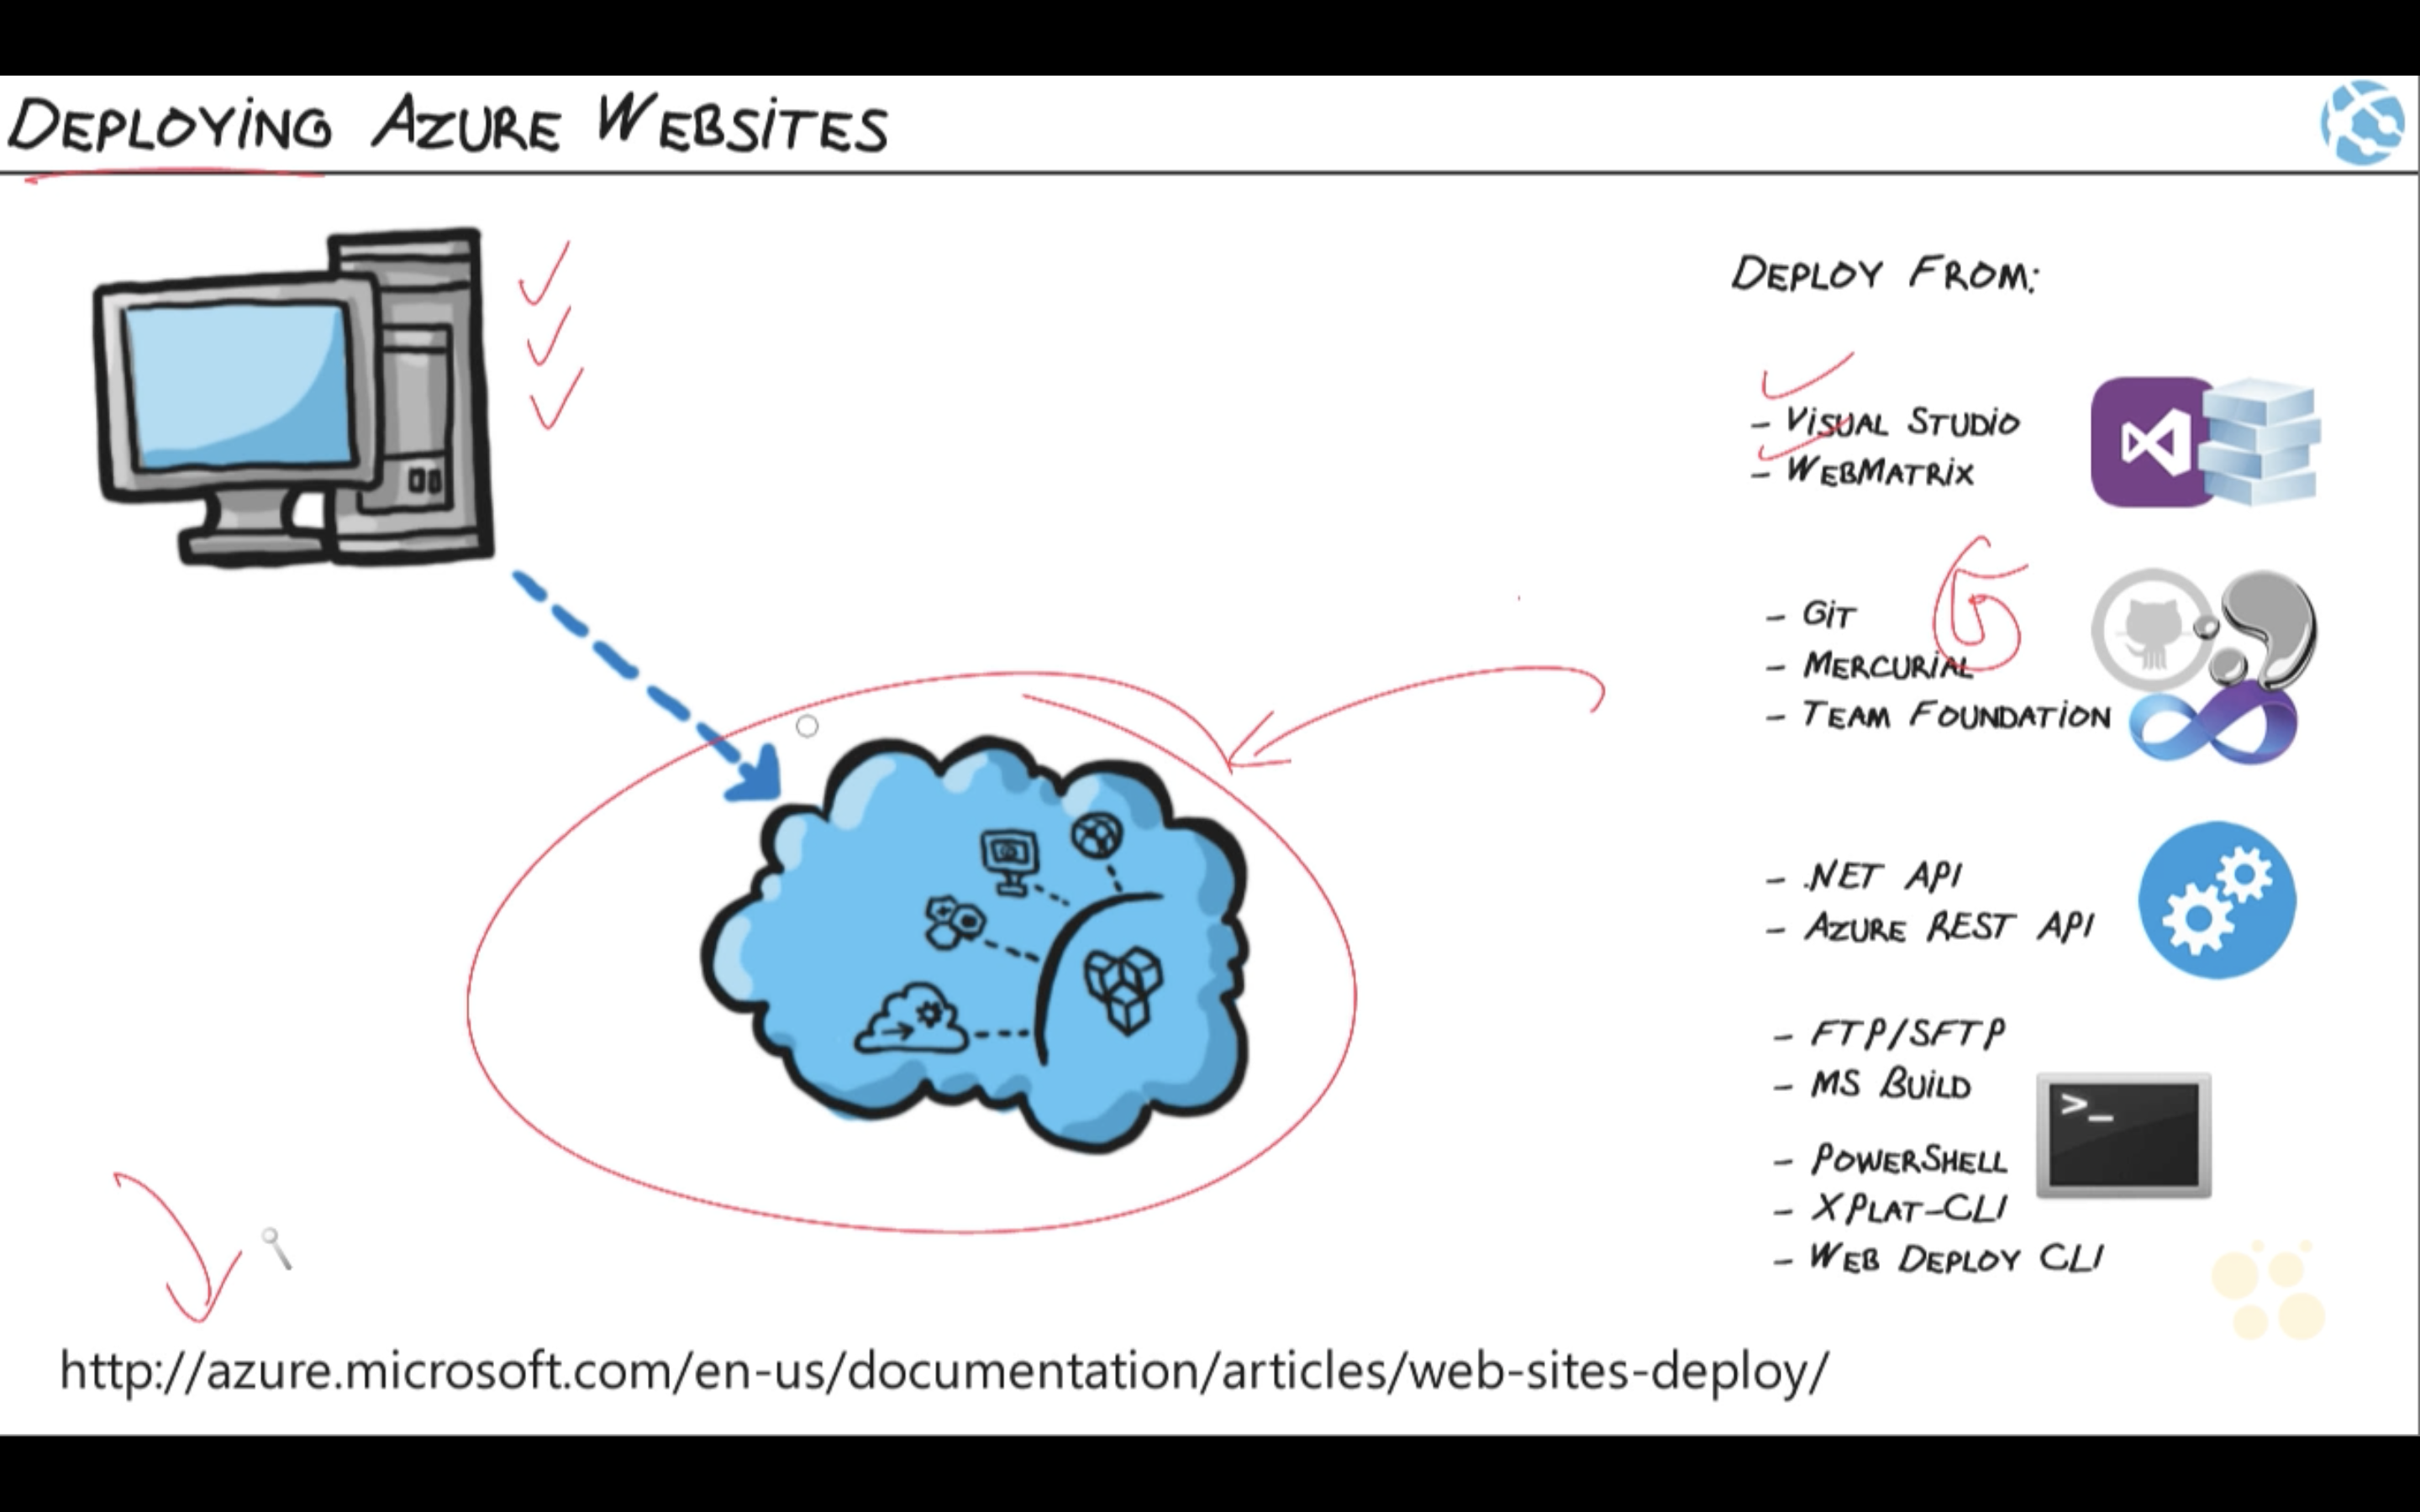 Deploying Azure Websites
Deploy From:
- Visual Studio
- WebMatrix
- Git
- Mercurial
- Team Foundation
- .NET API
- Azure REST API
- FTP/SFTP
- MS Build
>_
- PowerShell
- XPlat-CLI
- Web Deploy CLI
http://azure.microsoft.com/en-us/documentation/articles/web-sites-deploy/